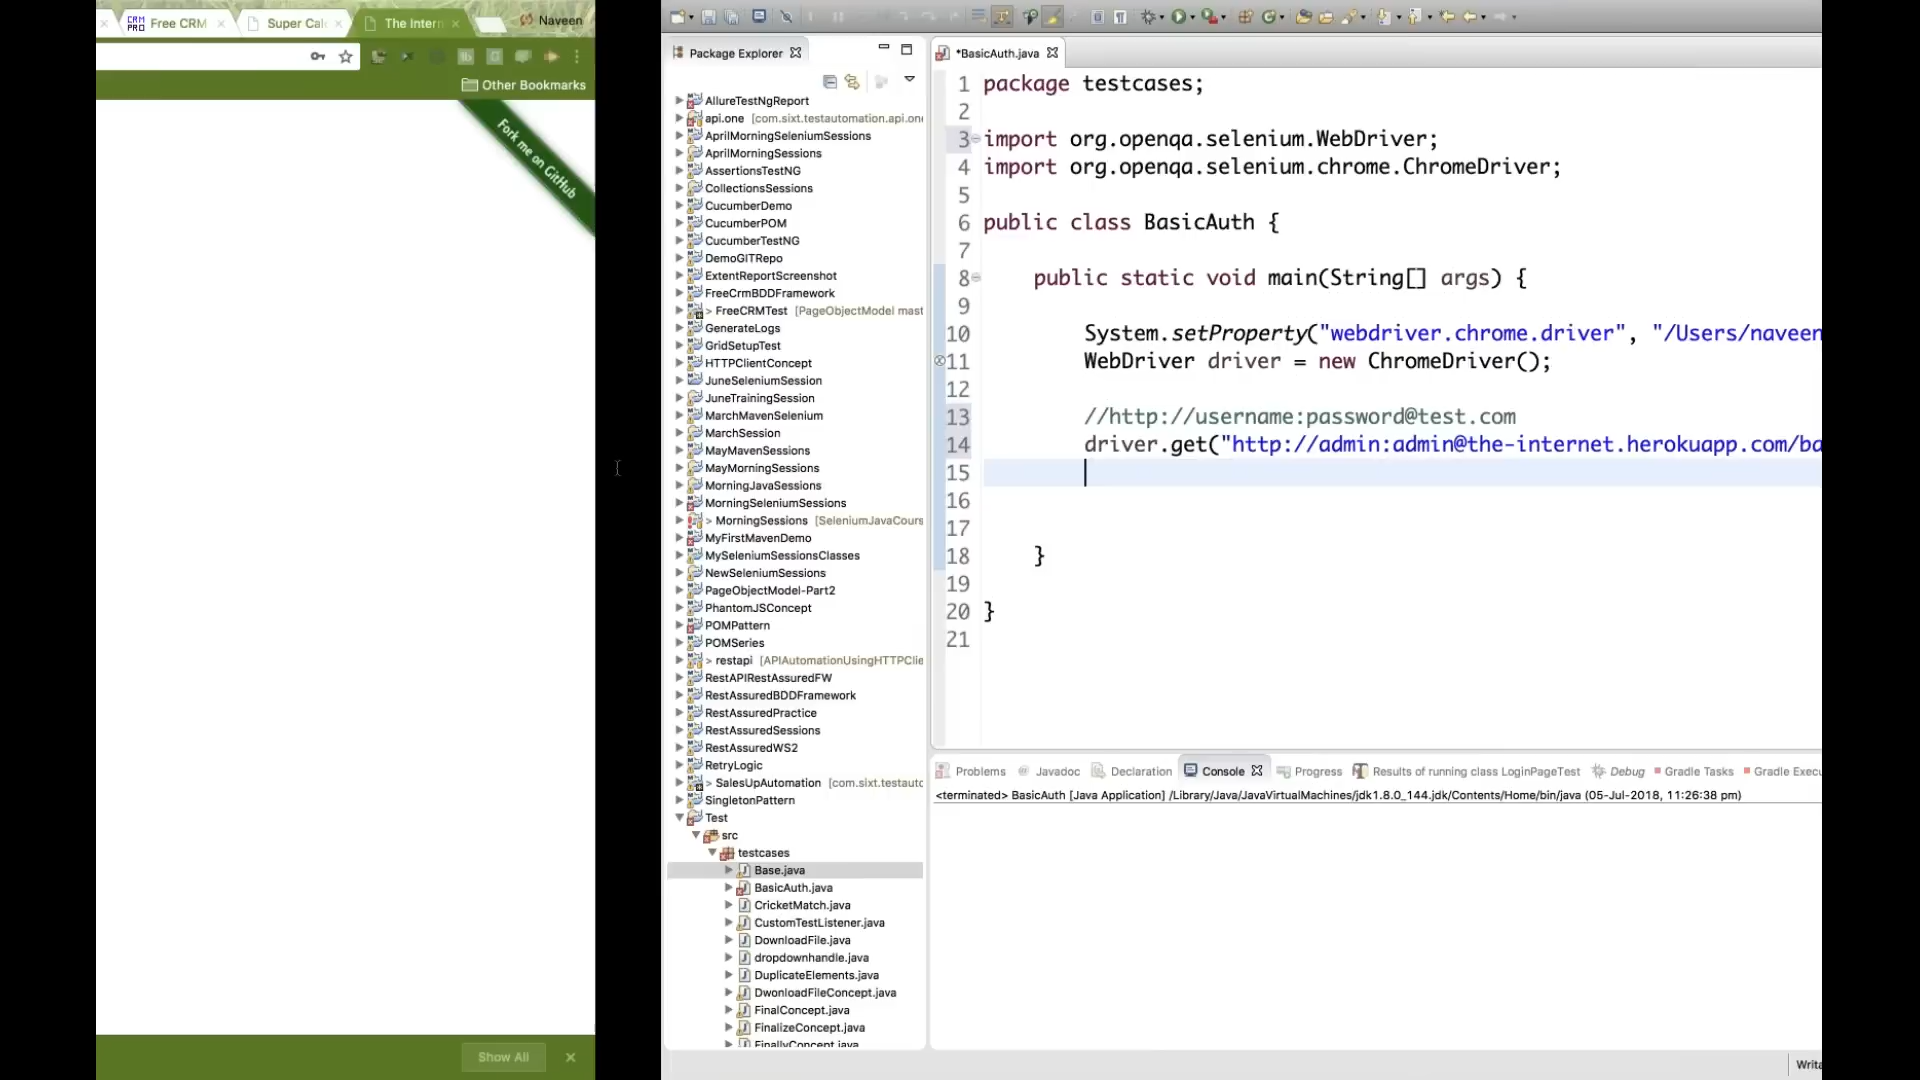 Free CRM
Super Cal
The Intern
Naveen
Other Bookmarks
Fork me on GitHub
Show All
Package Explorer
AllureTestNgReport
api.one [com.sixt.testautomation.api.one
AprilMorningSeleniumSessions
AprilMorningSessions
AssertionsTestNG
CollectionsSessions
CucumberDemo
CucumberPOM
CucumberTestNG
DemoGITRepo
ExtentReportScreenshot
FreeCrmBDDFramework
> FreeCRMTest [PageObjectModel mast
GenerateLogs
GridSetupTest
HTTPClientConcept
JuneSeleniumSession
JuneTrainingSession
MarchMavenSelenium
MarchSession
MayMavenSessions
MayMorningSessions
MorningJavaSessions
MorningSeleniumSessions
> MorningSessions [SeleniumJavaCours
MyFirstMavenDemo
MySeleniumSessionsClasses
NewSeleniumSessions
PageObjectModel-Part2
PhantomJSConcept
POMPattern
POMSeries
> restapi [APIAutomationUsingHTTPClie
RestAPIRestAssuredFW
RestAssuredBDDFramework
RestAssuredPractice
RestAssuredSessions
RestAssuredWS2
RetryLogic
> SalesUpAutomation [com.sixt.testautc
SingletonPattern
Test
src
testcases
Base.java
BasicAuth.java
CricketMatch.java
CustomTestListener.java
DownloadFile.java
dropdownhandle.java
DuplicateElements.java
DwonloadFileConcept.java
FinalConcept.java
FinalizeConcept.java
FinallyConcept.java
*BasicAuth.java
1 package testcases;
2
3 import org.openqa.selenium.WebDriver;
4 import org.openqa.selenium.chrome.ChromeDriver;
5
6 public class BasicAuth {
7
8 public static void main(String[] args) {
9
10 System.setProperty("webdriver.chrome.driver", "/Users/naveen
11 WebDriver driver = new ChromeDriver();
12
13 //http://username:password@test.com
14 driver.get("http://admin:admin@the-internet.herokuapp.com/ba
15
16
17
18 }
19
20 }
21
Problems Javadoc Declaration Console Progress Results of running class LoginPageTest Debug Gradle Tasks Gradle Execu
<terminated> BasicAuth [Java Application] /Library/Java/JavaVirtualMachines/jdk1.8.0_144.jdk/Contents/Home/bin/java (05-Jul-2018, 11:26:38 pm)
Writa